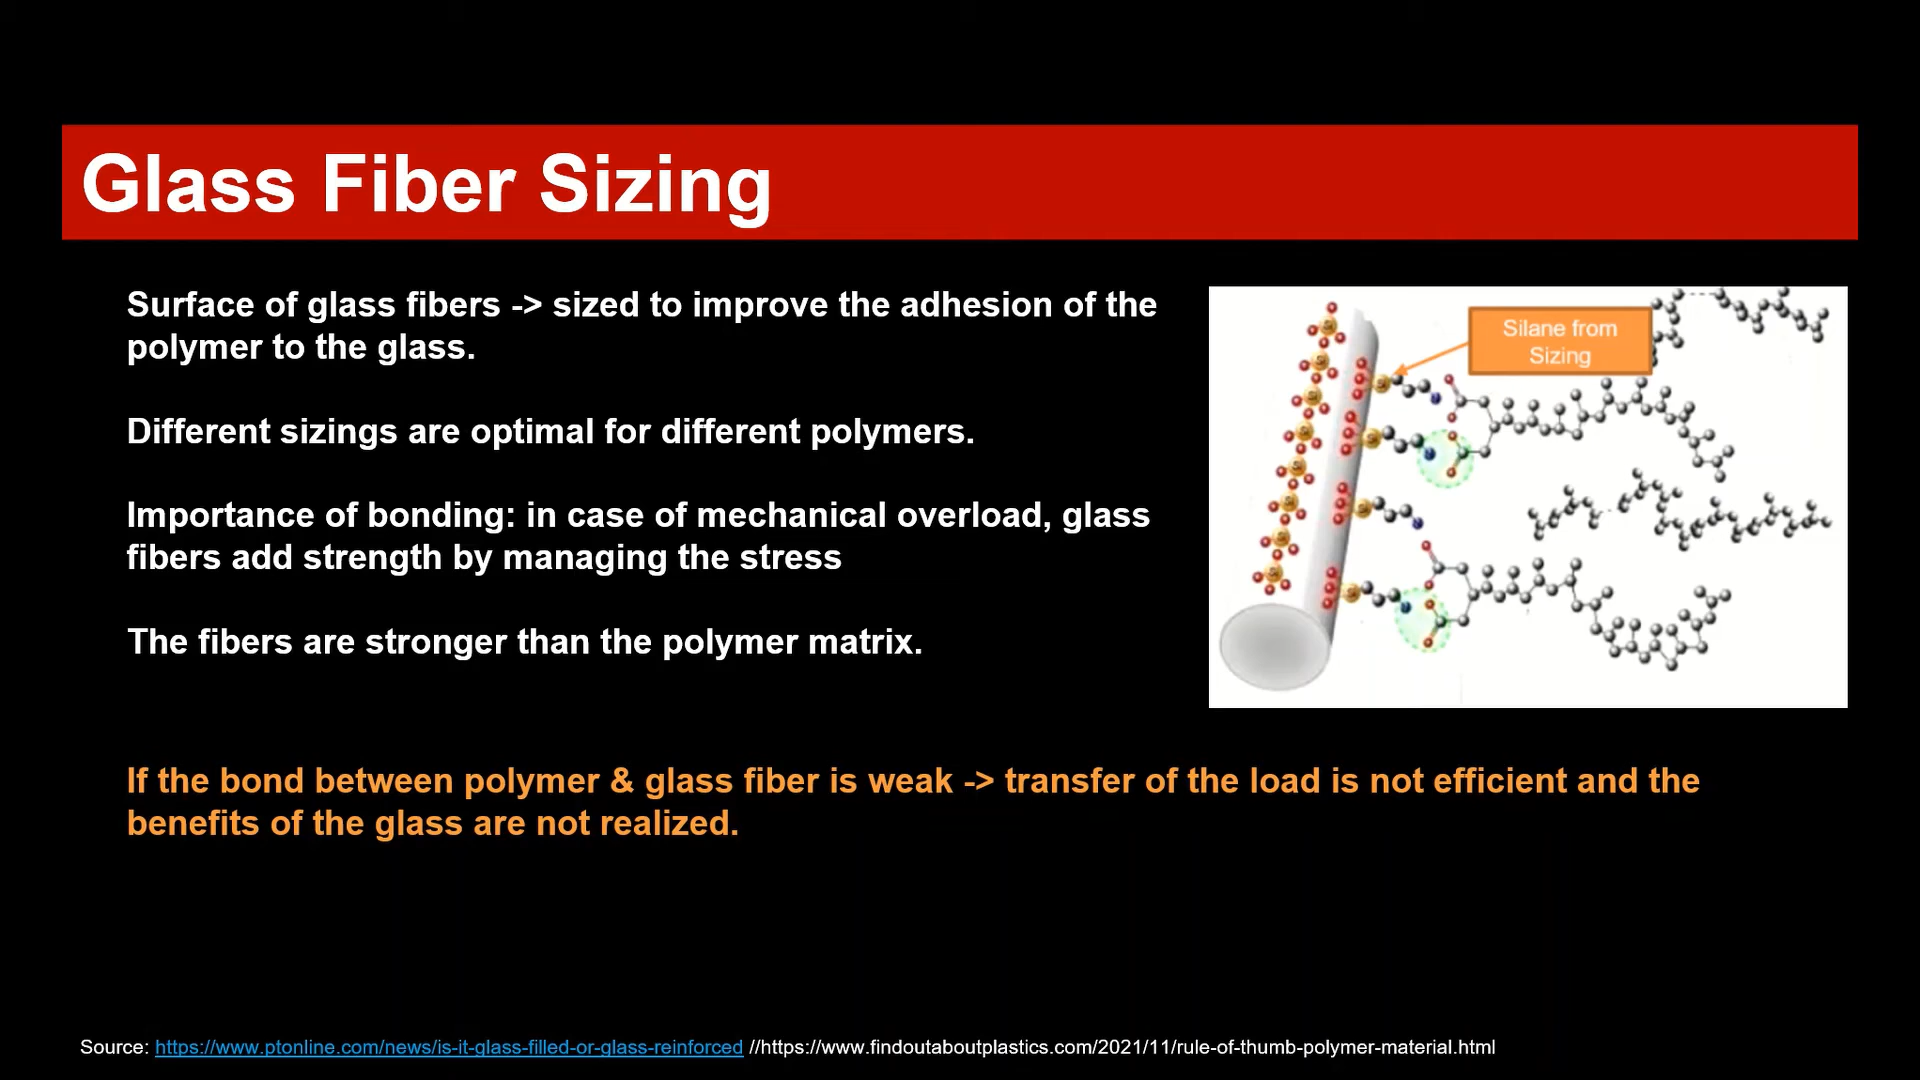 Glass Fiber Sizing
Surface of glass fibers -> sized to improve the adhesion of the
polymer to the glass.
Different sizings are optimal for different polymers.
Importance of bonding: in case of mechanical overload, glass
fibers add strength by managing the stress
The fibers are stronger than the polymer matrix.
Silane from
Sizing
If the bond between polymer & glass fiber is weak -> transfer of the load is not efficient and the
benefits of the glass are not realized.
Source: https://www.ptonline.com/news/is-it-glass-filled-or-glass-reinforced //https://www.findoutaboutplastics.com/2021/11/rule-of-thumb-polymer-material.html